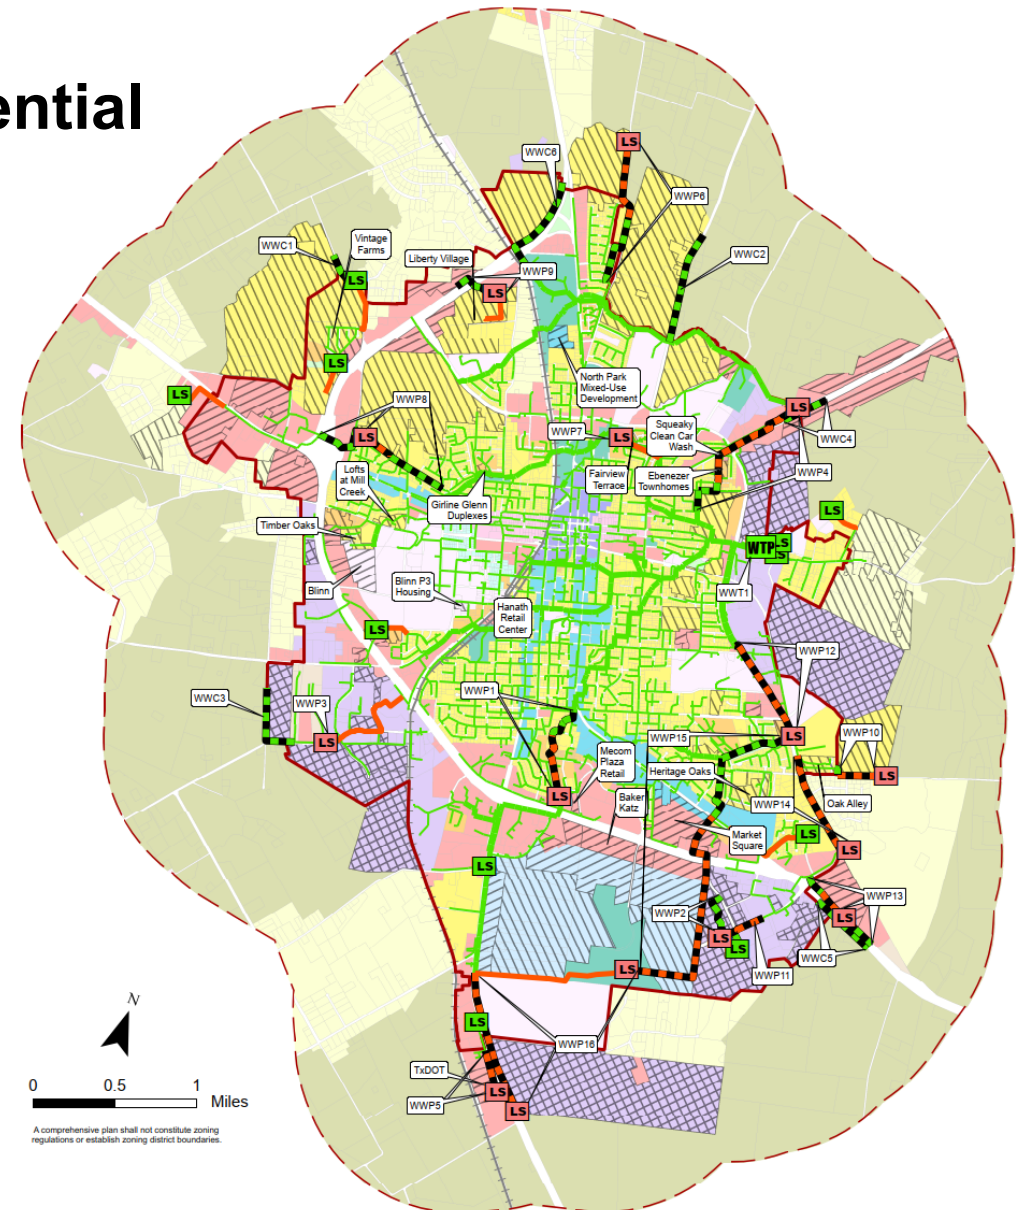 ential
LS
WWC6
WWP6
WWC1
Vintage
Farms
Liberty Village
WWC2
LS
WWP9
LS
North Park
Mixed-Use
Development
LS
LS
WWP8
LS
Squeaky
Clean Car
Wash
WWC4
WWP7
LS
LS
Lofts
at Mill
Creek
Fairview
Terrace
Ebenezer
Townhomes
WWP4
Girline Glenn
Duplexes
LS
Timber Oaks
WTP
LS
Blinn
Blinn P3
Housing
WWT1
Hanath
Retail
Center
LS
WWP12
WWC3
WWP3
WWP1
LS
WWP15
LS
WWP10
Mecom
Plaza
Retail
Heritage Oaks
LS
LS
Baker
Katz
WWP14
Oak Alley
Market
Square
LS
LS
LS
WWP13
WWP2
LS
LS
LS
WWC5
LS
WWP11
N
LS
WWP16
TxDOT
LS
WWP5
LS
0 0.5 1
Miles
A comprehensive plan shall not constitute zoning
regulations or establish zoning district boundaries.